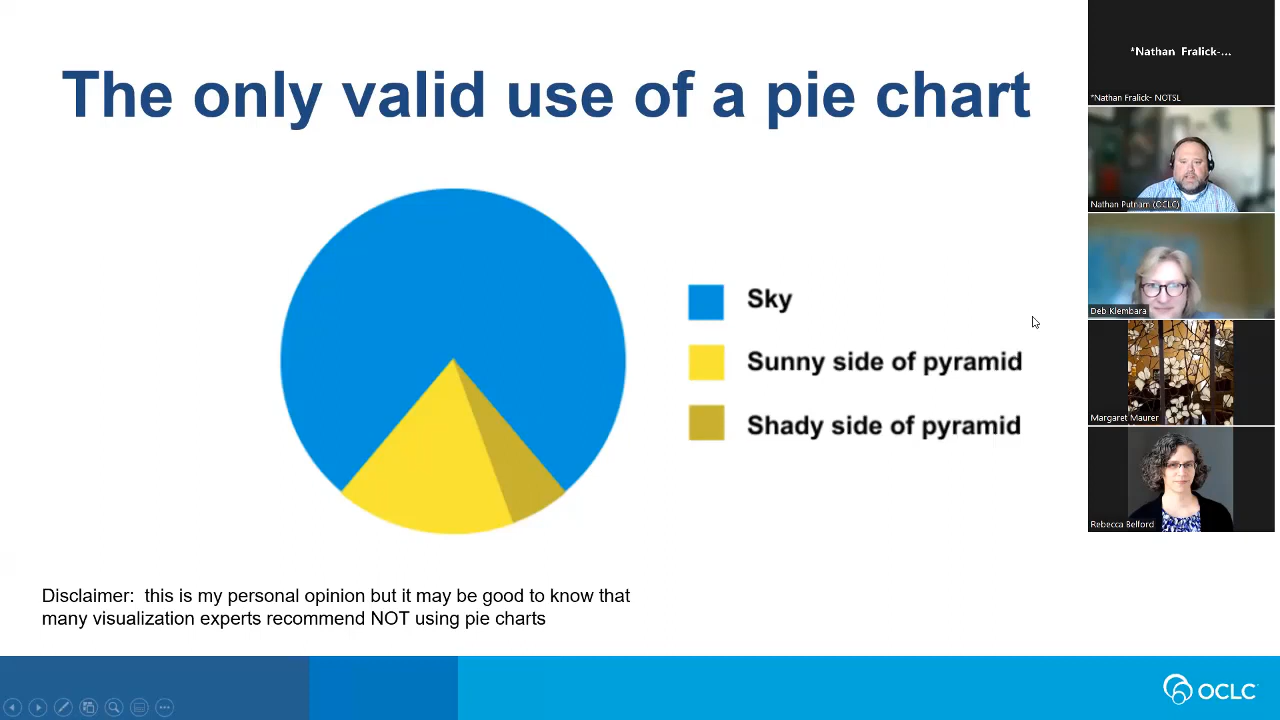 The only valid use of a pie chart
Sky
Sunny side of pyramid
Shady side of pyramid
Disclaimer:  this is my personal opinion but it may be good to know that
many visualization experts recommend NOT using pie charts
OCLC
*Nathan Fralick-...
*Nathan Fralick- NOTSL
Nathan Putnam (OCLC)
Deb Klembara
Margaret Maurer
Rebecca Belford